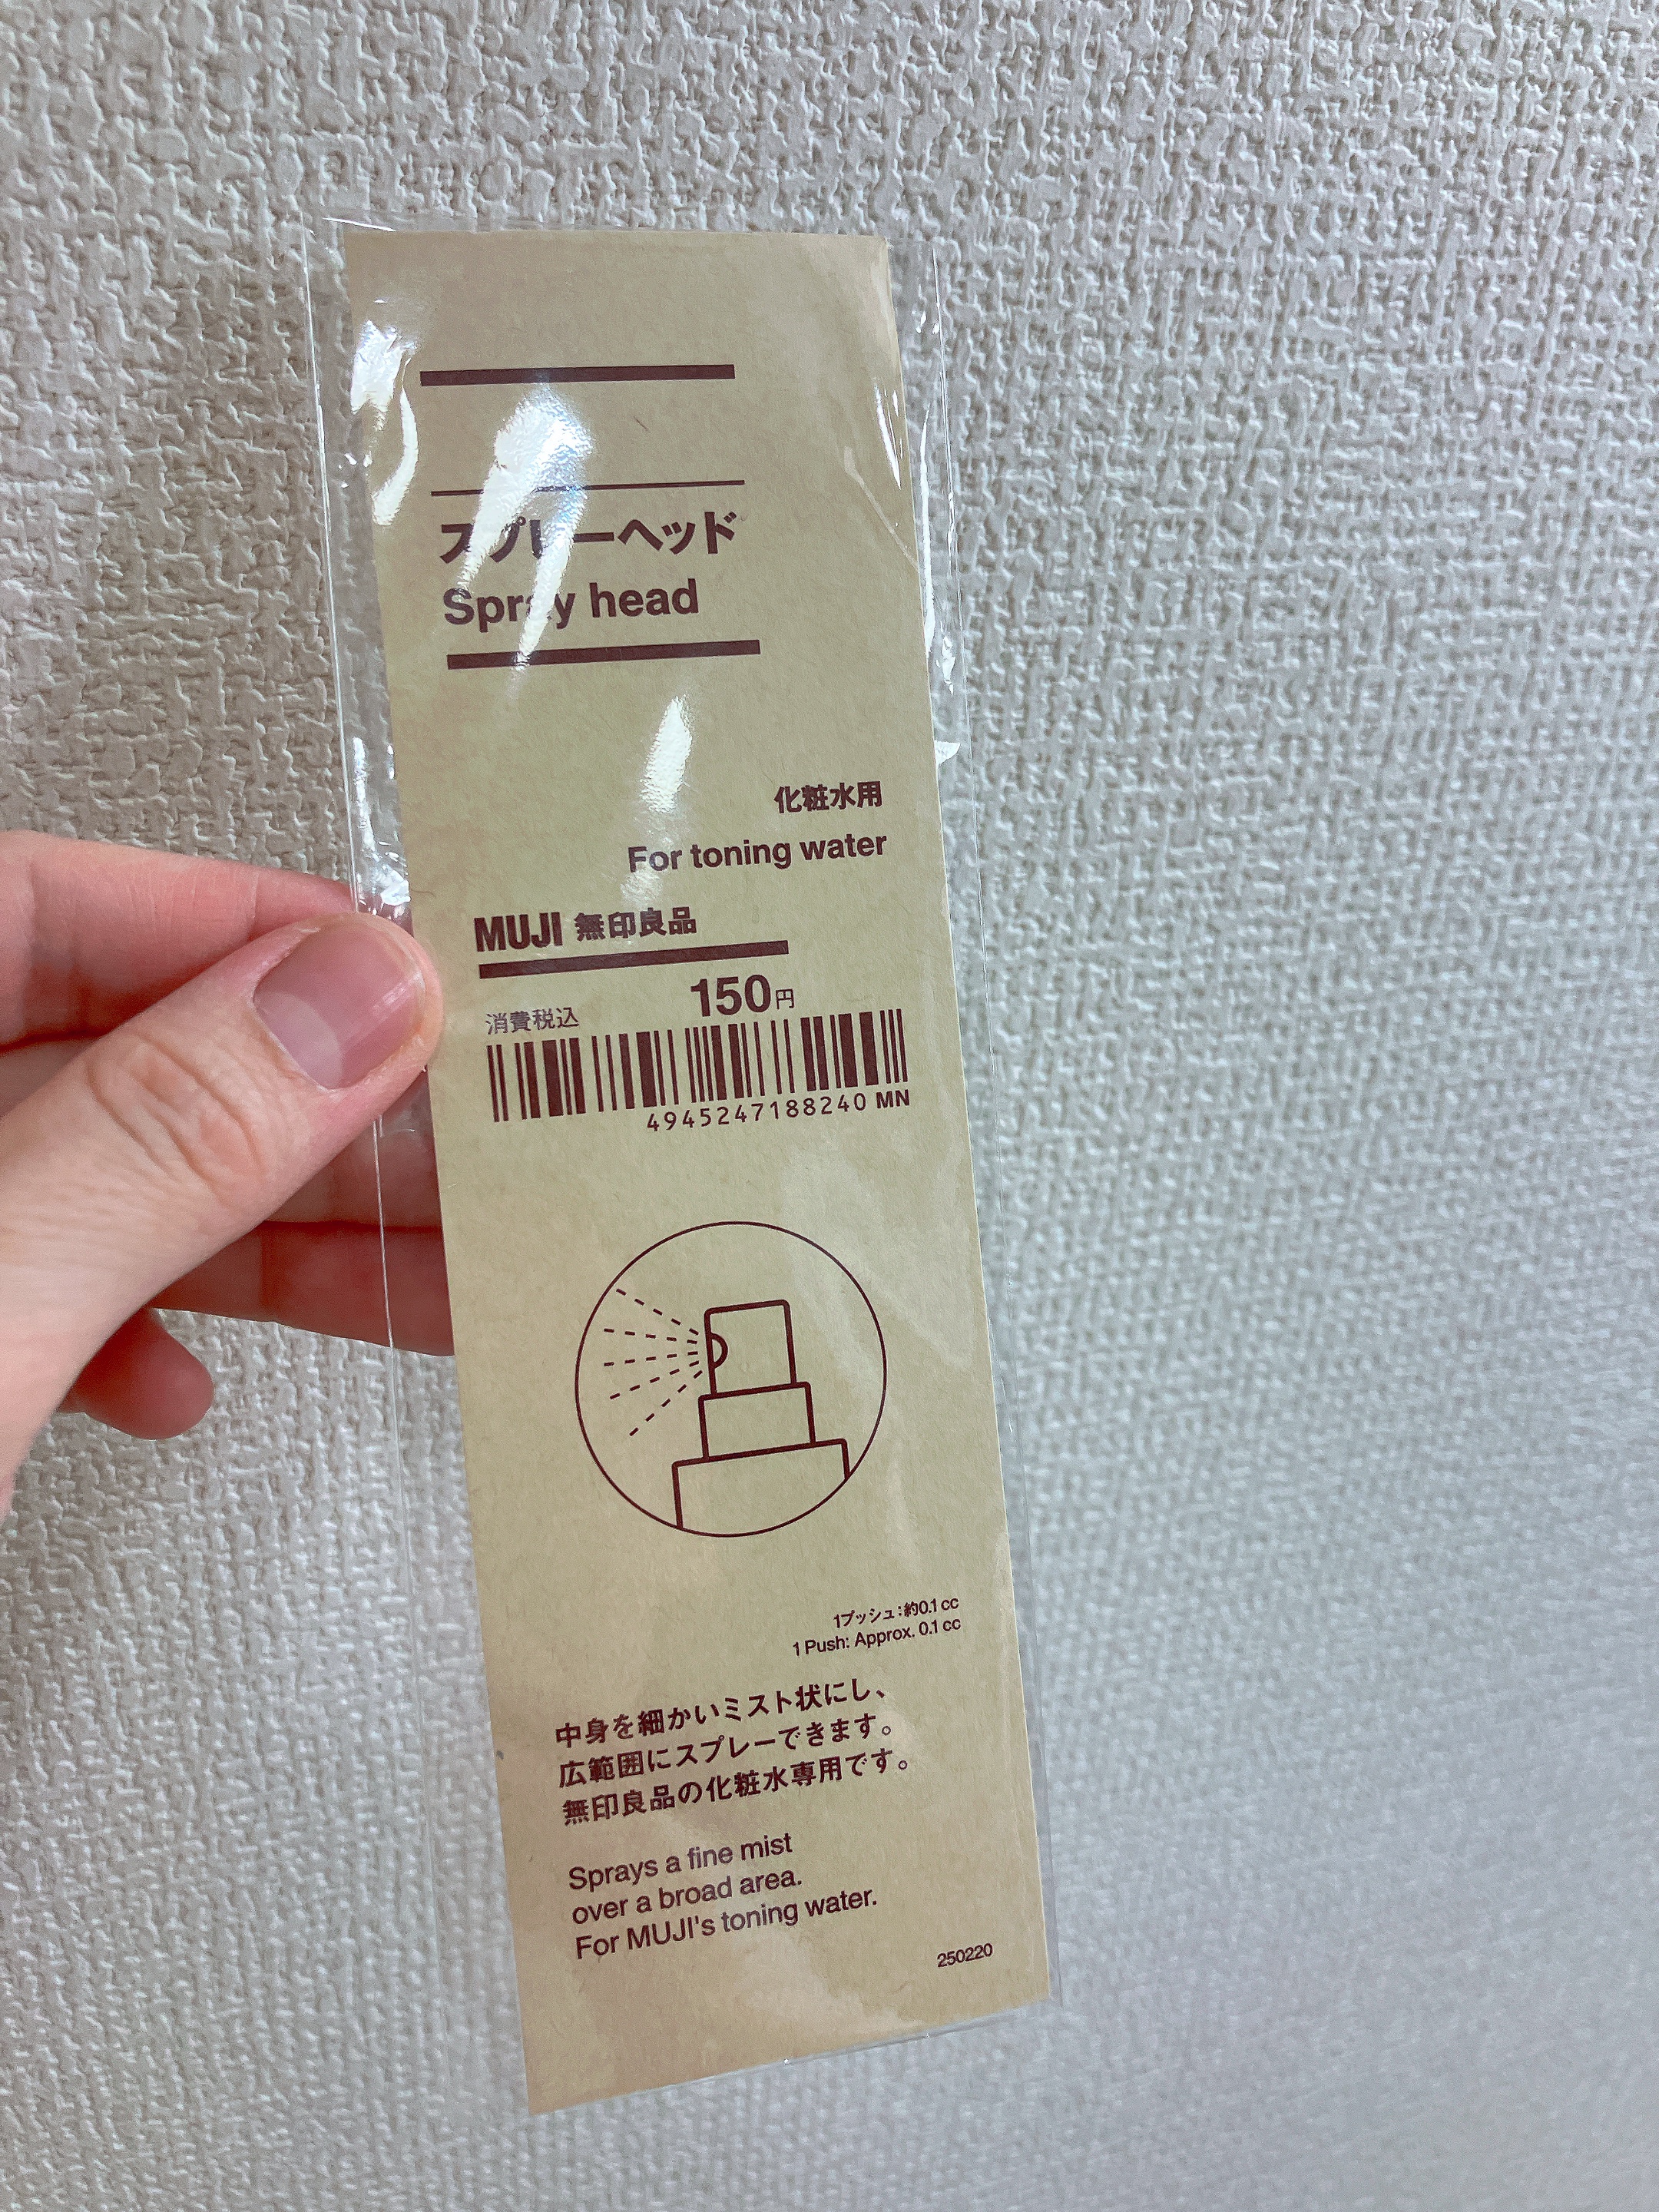 スプレーヘッド
Spray head
化粧水用
For toning water
MUJI 無印良品
消費税込 150円
4945247188240 MN
1プッシュ:約0.1 cc
1 Push: Approx. 0.1 cc
中身を細かいミスト状にし、
広範囲にスプレーできます。
無印良品の化粧水専用です。
Sprays a fine mist
over a broad area.
For MUJI's toning water.
250220